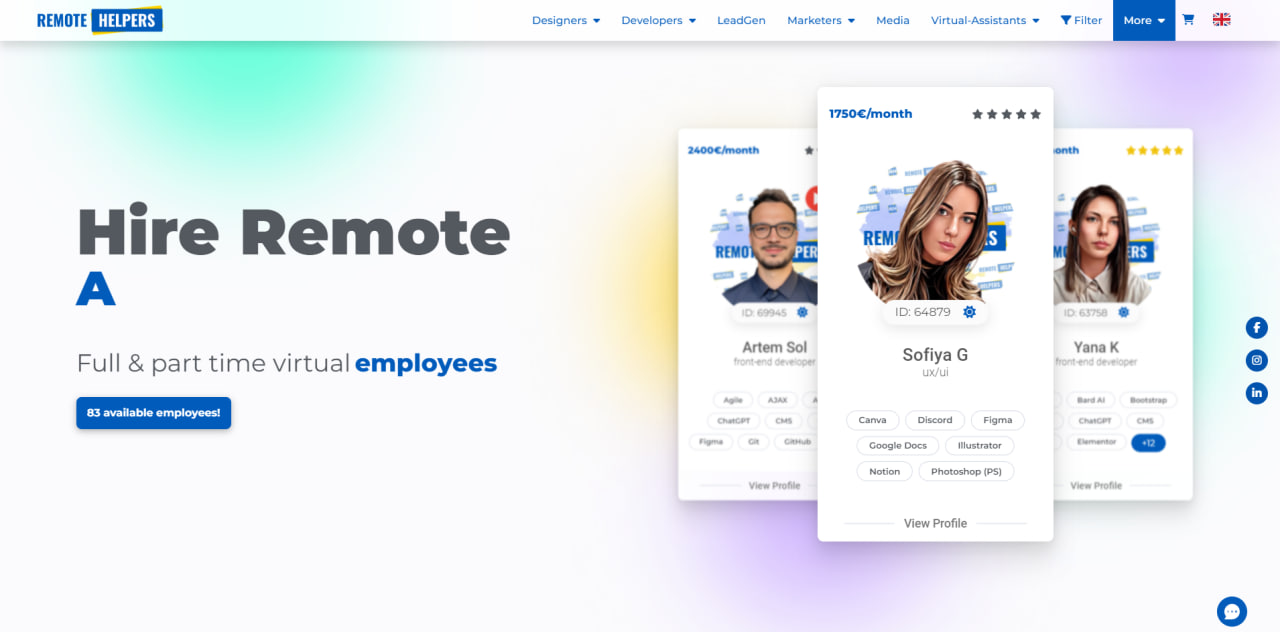 REMOTE HELPERS
Designers
Developers
LeadGen
Marketers
Media
Virtual-Assistants
Filter
More
Hire Remote
A
Full & part time virtual employees
83 available employees!
2400€/month
ID: 69945
Artem Sol
front-end developer
Agile AJAX A
ChatGPT CMS
Figma Git GitHub
View Profile
1750€/month
REM ERS
ID: 64879
Sofiya G
ux/ui
Canva Discord Figma
Google Docs Illustrator
Notion Photoshop (PS)
View Profile
onth
ID: 63758
Yana K
front-end developer
Bard AI Bootstrap
ChatGPT CMS
Elementor +12
View Profile